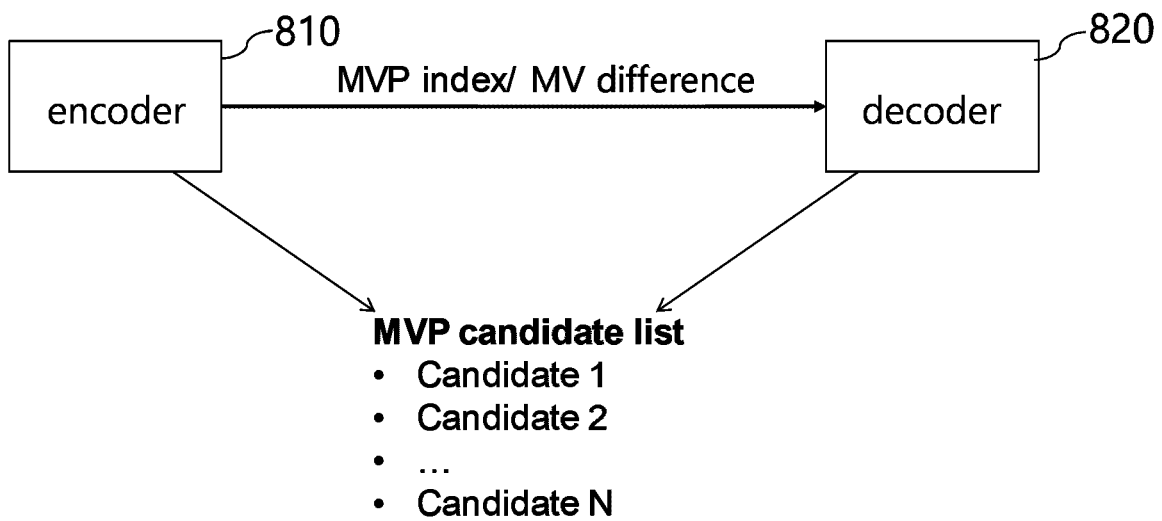 810
820
MVP index/ MV difference
encoder
decoder
MVP candidate list
• Candidate 1
• Candidate 2
• ...
• Candidate N